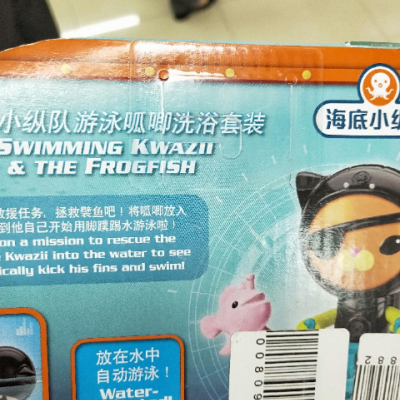 小纵队游泳呱唧洗浴套装
SWIMMING KWAZII
& THE FROGFISH
海底小纵
救援任务，拯救躄鱼吧！将呱唧放入
到他自己开始用脚蹼踢水游泳啦！
on a mission to rescue the
Kwazii into the water to see
ically kick his fins and swim!
放在水中
自动游泳！
Water-
00809
882